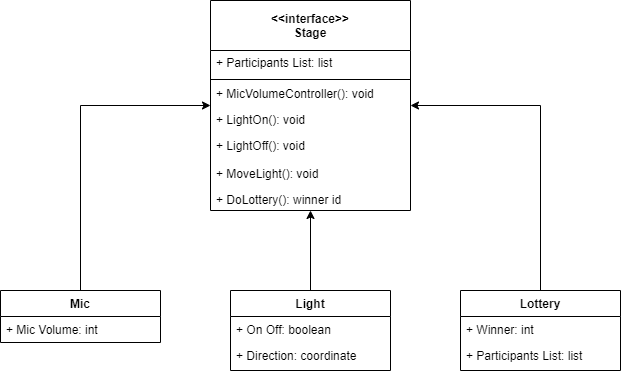 <<interface>>
Stage
+ Participants List: list
+ MicVolumeController(): void
+ LightOn(): void
+ LightOff(): void
+ MoveLight(): void
+ DoLottery(): winner id
Mic
+ Mic Volume: int
Light
+ On Off: boolean
+ Direction: coordinate
Lottery
+ Winner: int
+ Participants List: list